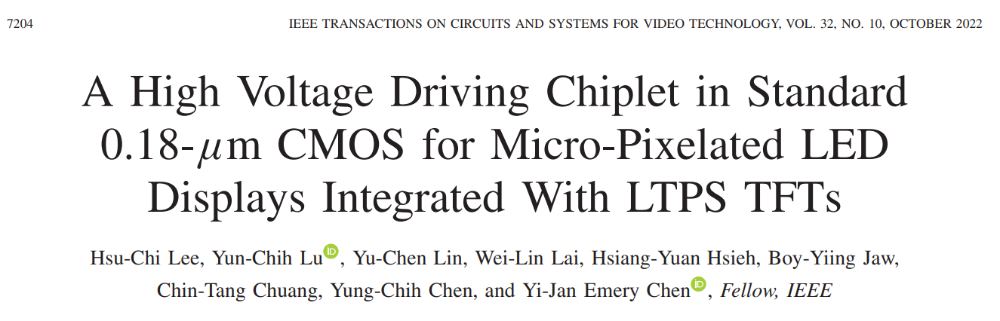 7204
IEEE TRANSACTIONS ON CIRCUITS AND SYSTEMS FOR VIDEO TECHNOLOGY, VOL. 32, NO. 10, OCTOBER 2022
A High Voltage Driving Chiplet in Standard
0.18-μm CMOS for Micro-Pixelated LED
Displays Integrated With LTPS TFTs
Hsu-Chi Lee, Yun-Chih Lu iD, Yu-Chen Lin, Wei-Lin Lai, Hsiang-Yuan Hsieh, Boy-Yiing Jaw,
Chin-Tang Chuang, Yung-Chih Chen, and Yi-Jan Emery Chen iD, Fellow, IEEE